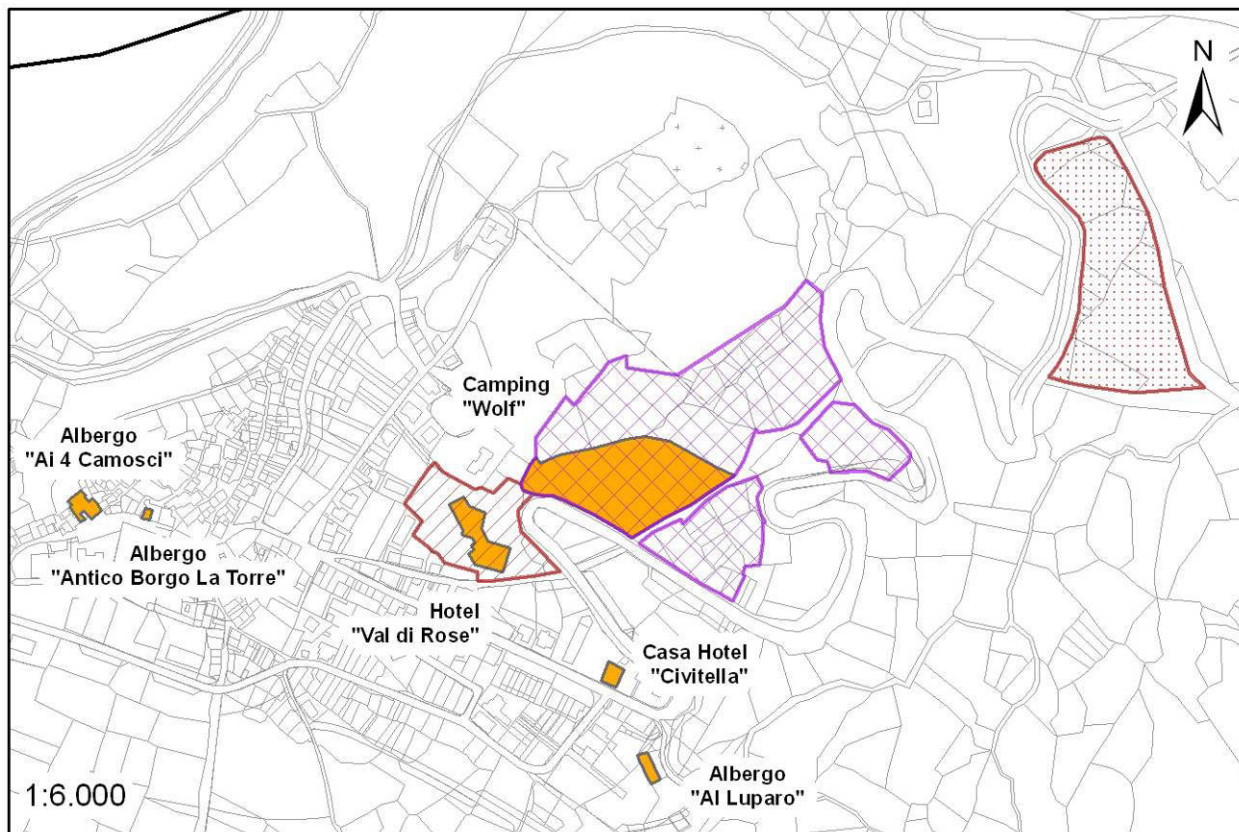 N
Camping
"Wolf"
Albergo
"Ai 4 Camosci"
Albergo
"Antico Borgo La Torre"
Hotel
"Val di Rose"
Casa Hotel
"Civitella"
Albergo
"Al Luparo"
1:6.000